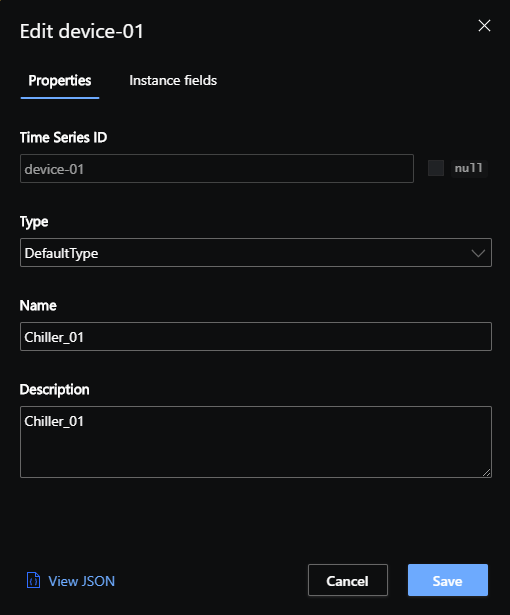 Edit device-01
Properties Instance fields
Time Series ID
device-01 null
Type
DefaultType
Name
Chiller_01
Description
Chiller_01
View JSON Cancel Save